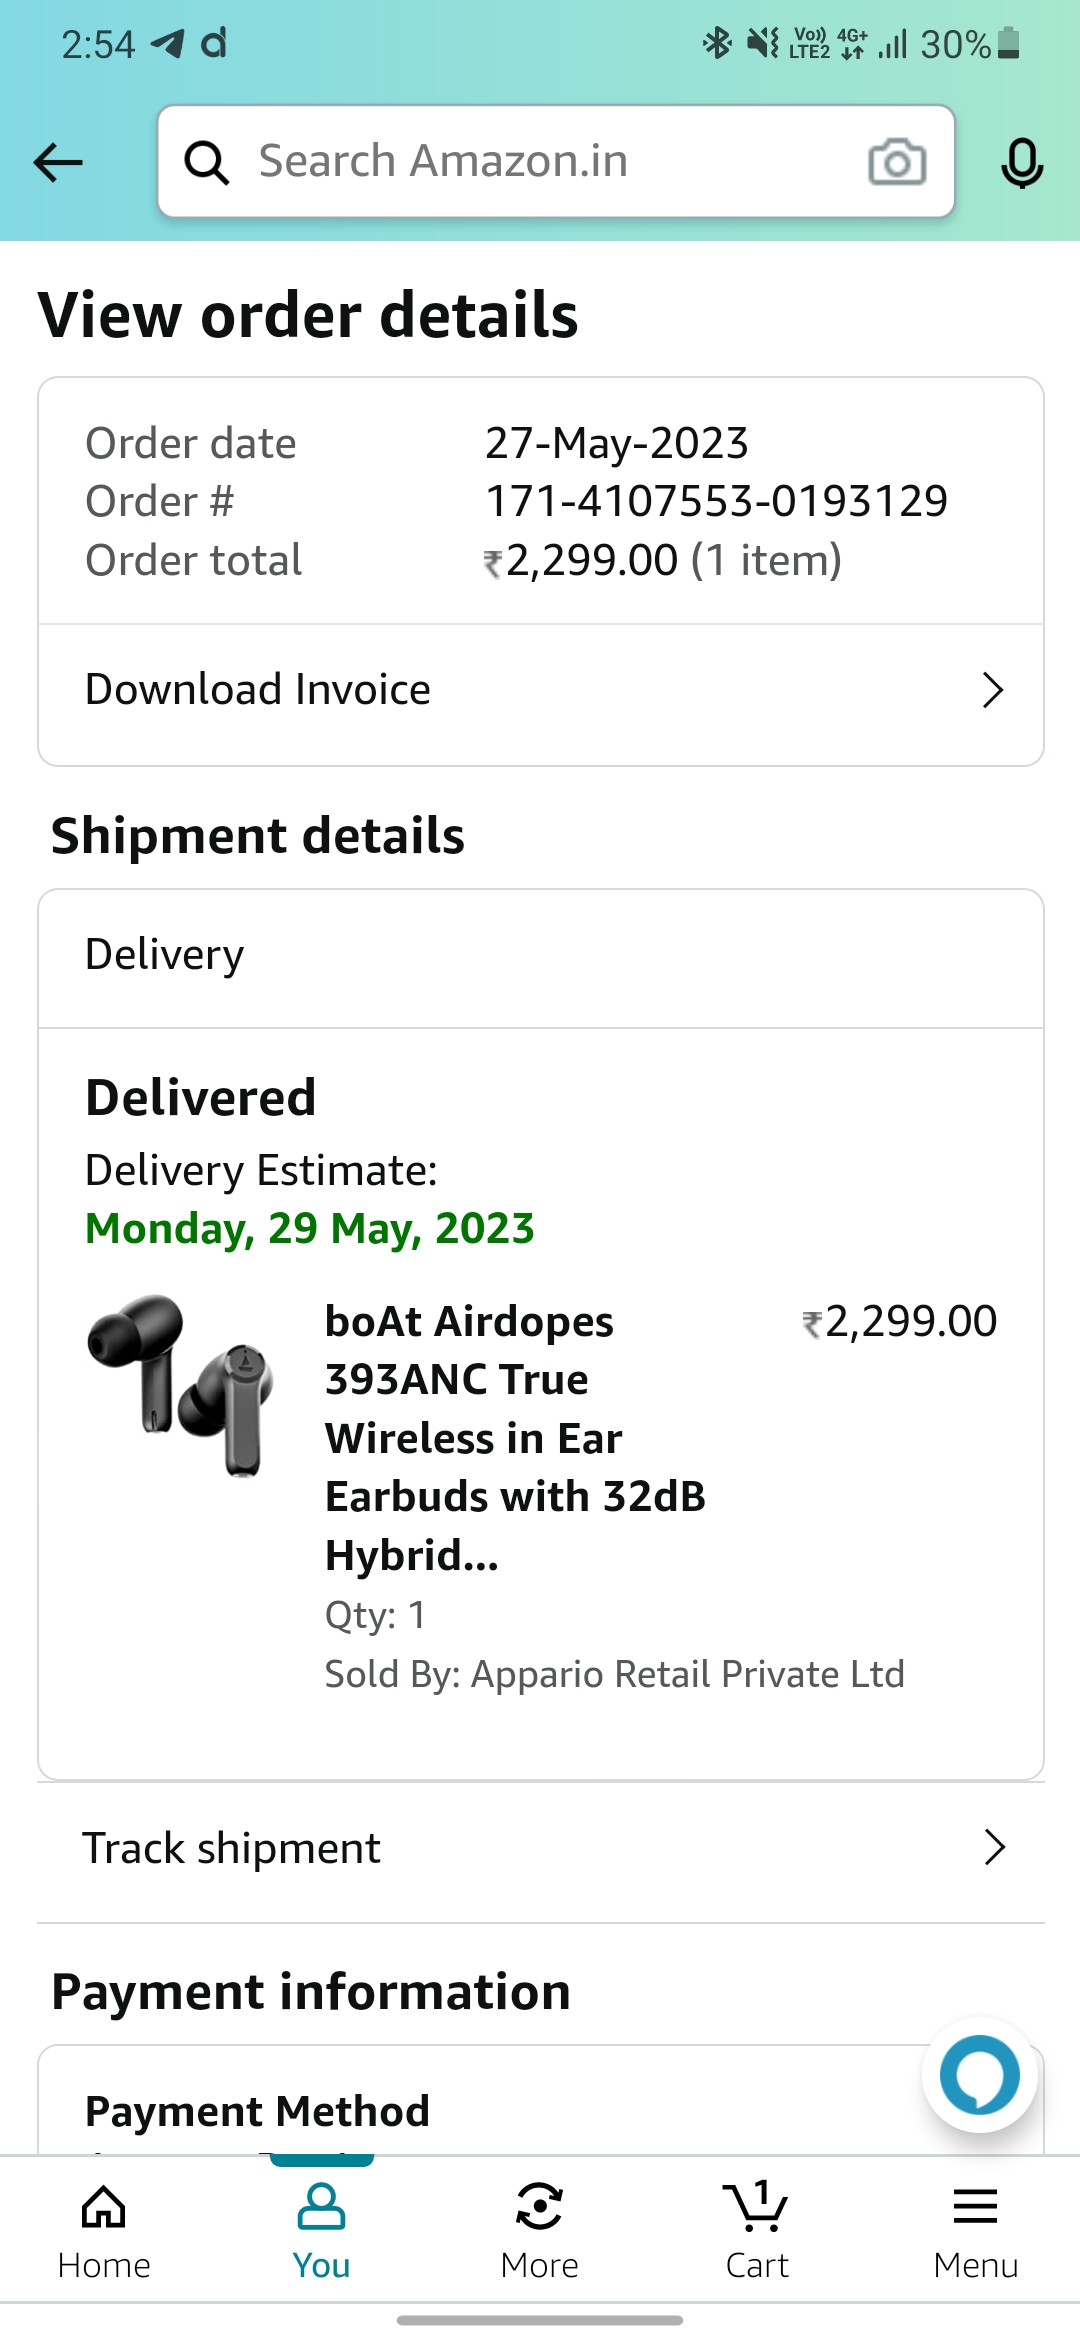 2:54
Vo)) LTE2 4G+ 30%
Search Amazon.in
View order details
Order date 27-May-2023
Order # 171-4107553-0193129
Order total ₹2,299.00 (1 item)
Download Invoice
Shipment details
Delivery
Delivered
Delivery Estimate:
Monday, 29 May, 2023
boAt Airdopes ₹2,299.00
393ANC True
Wireless in Ear
Earbuds with 32dB
Hybrid...
Qty: 1
Sold By: Appario Retail Private Ltd
Track shipment
Payment information
Payment Method
1
Home You More Cart Menu